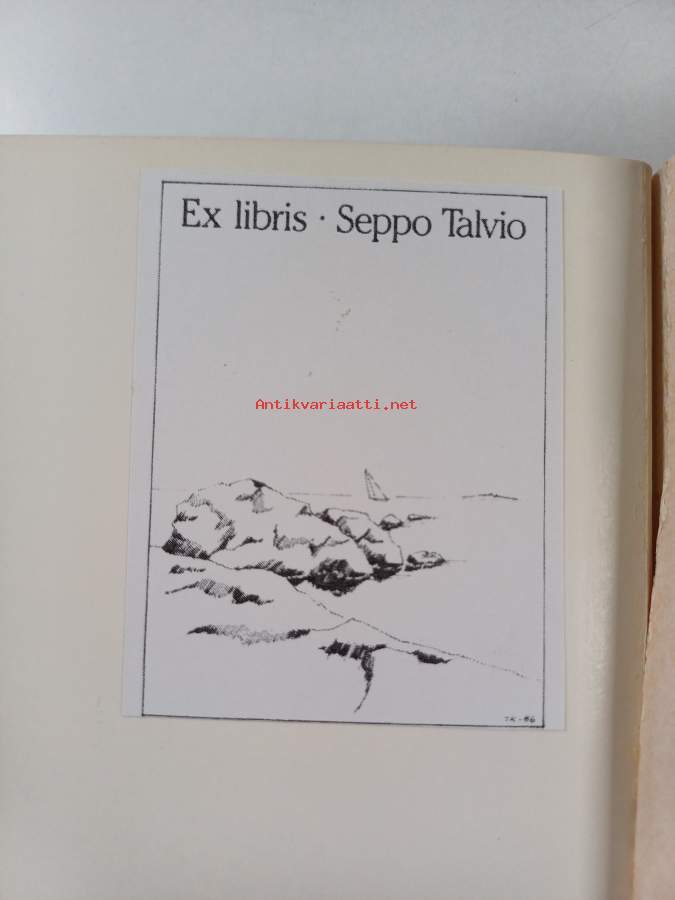 Ex libris · Seppo Talvio
Antikvariaatti.net